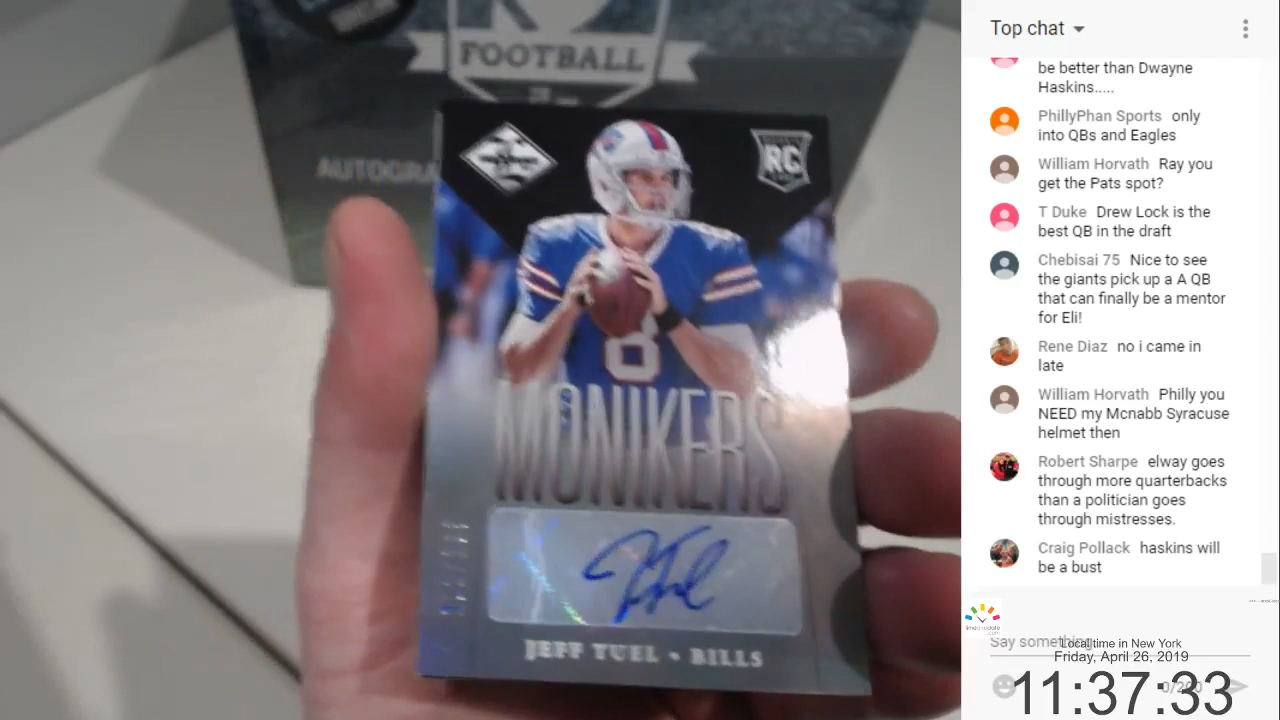 FOOTBALL
AUTOGRA
RC
MONIKERS
JEFF TUEL • BILLS
8
Top chat
be better than Dwayne
Haskins.....
PhillyPhan Sports only
into QBs and Eagles
William Horvath Ray you
get the Pats spot?
T Duke Drew Lock is the
best QB in the draft
Chebisai 75 Nice to see
the giants pick up a A QB
that can finally be a mentor
for Eli!
Rene Diaz no i came in
late
William Horvath Philly you
NEED my Mcnabb Syracuse
helmet then
Robert Sharpe elway goes
through more quarterbacks
than a politician goes
through mistresses.
Craig Pollack haskins will
be a bust
Say something...
Local time in New York
Friday, April 26, 2019
11:37:33